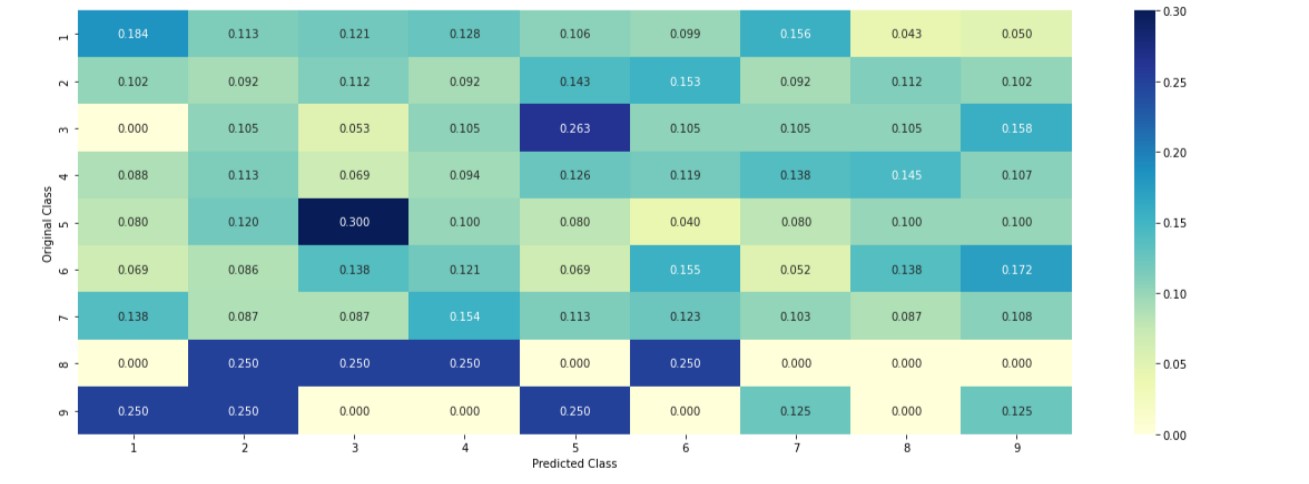 0.30
1 0.184 0.113 0.121 0.128 0.106 0.099 0.156 0.043 0.050
2 0.102 0.092 0.112 0.092 0.143 0.153 0.092 0.112 0.102
0.25
3 0.000 0.105 0.053 0.105 0.263 0.105 0.105 0.105 0.158
0.20
4 0.088 0.113 0.069 0.094 0.126 0.119 0.138 0.145 0.107
Original Class
5 0.080 0.120 0.300 0.100 0.080 0.040 0.080 0.100 0.100
0.15
6 0.069 0.086 0.138 0.121 0.069 0.155 0.052 0.138 0.172
0.10
7 0.138 0.087 0.087 0.154 0.113 0.123 0.103 0.087 0.108
8 0.000 0.250 0.250 0.250 0.000 0.250 0.000 0.000 0.000
0.05
9 0.250 0.250 0.000 0.000 0.250 0.000 0.125 0.000 0.125
0.00
1 2 3 4 5 6 7 8 9
Predicted Class